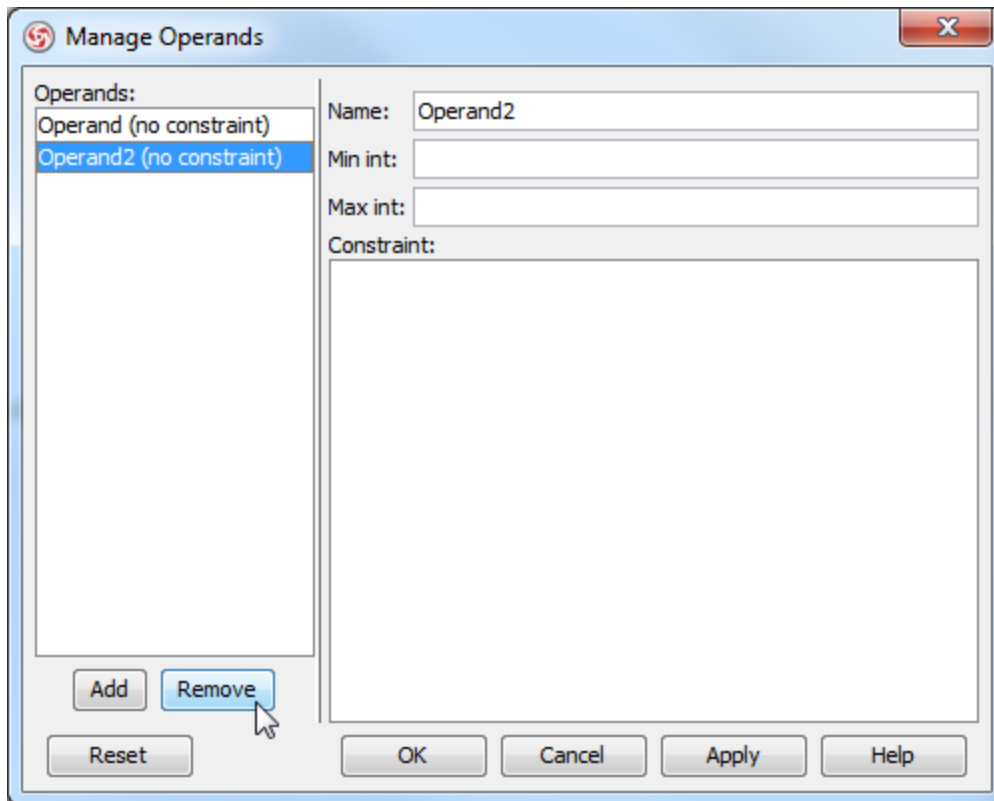 Manage Operands
Operands:
Operand (no constraint)
Operand2 (no constraint)
Add Remove
Name: Operand2
Min int:
Max int:
Constraint:
Reset OK Cancel Apply Help